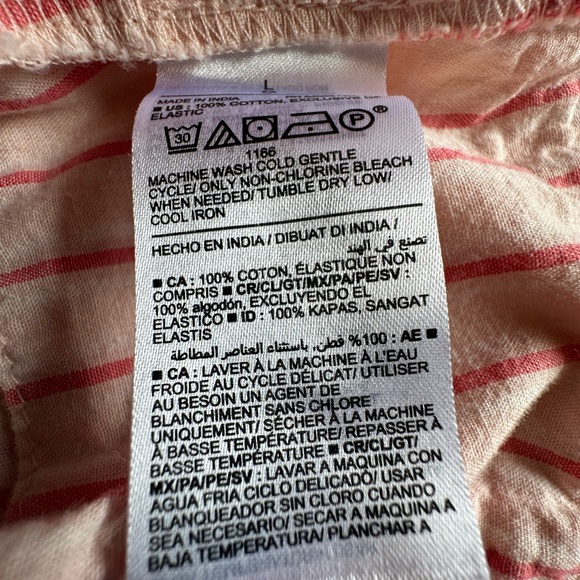 L
MADE IN INDIA
■ US : 100% COTTON, EXCLUSIVE OF
ELASTIC
30 P ®
1166
MACHINE WASH COLD GENTLE
CYCLE/ ONLY NON-CHLORINE BLEACH
WHEN NEEDED/ TUMBLE DRY LOW/
COOL IRON
HECHO EN INDIA / DIBUAT DI INDIA /
تصنع في الهند
■ CA : 100% COTON, ÉLASTIQUE NON
COMPRIS ■ CR/CL/GT/MX/PA/PE/SV :
100% algodón, EXCLUYENDO EL
ELASTICO ■ ID : 100% KAPAS, SANGAT
ELASTIS
■ AE : 100% قطن, باستثناء العناصر المطاطة
■ CA : LAVER À LA MACHINE À L'EAU
FROIDE AU CYCLE DÉLICAT/ UTILISER
AU BESOIN UN AGENT DE
BLANCHIMENT SANS CHLORE
UNIQUEMENT/ SÉCHER À LA MACHINE
À BASSE TEMPÉRATURE/ REPASSER À
BASSE TEMPÉRATURE ■ CR/CL/GT/
MX/PA/PE/SV : LAVAR A MAQUINA CON
AGUA FRIA CICLO DELICADO/ USAR
BLANQUEADOR SIN CLORO CUANDO
SEA NECESARIO/ SECAR A MAQUINA A
BAJA TEMPERATURA/ PLANCHAR A